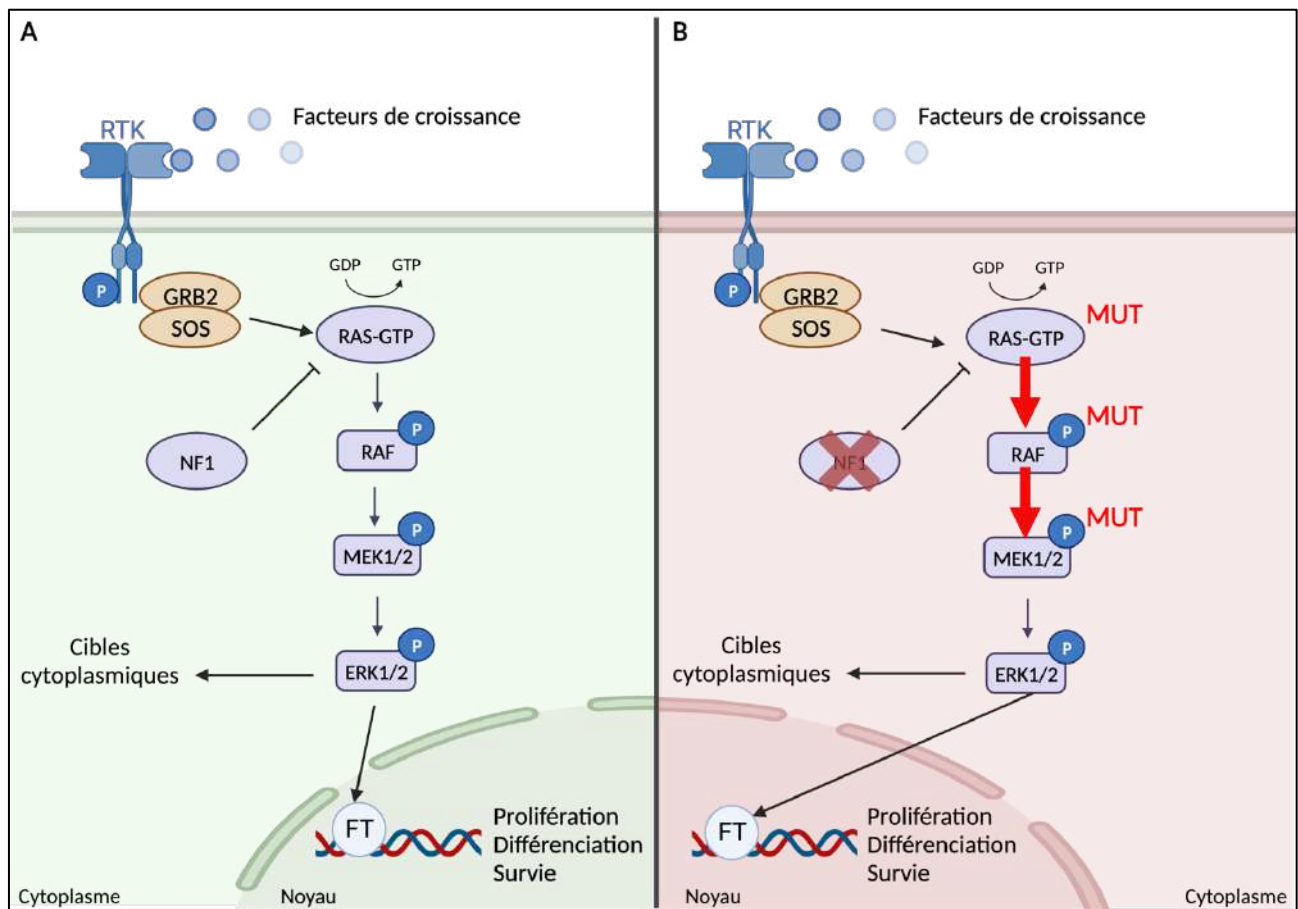 A
Facteurs de croissance
RTK
GDP
GTP
P
GRB2
SOS
RAS-GTP
P
NF1
RAF
P
MEK1/2
P
Cibles
cytoplasmiques
ERK1/2
FT
Prolifération
Différenciation
Survie
Cytoplasme
Noyau
B
Facteurs de croissance
RTK
GDP
GTP
P
GRB2
SOS
MUT
RAS-GTP
P
MUT
NF1
RAF
P
MUT
MEK1/2
P
Cibles
cytoplasmiques
ERK1/2
FT
Prolifération
Différenciation
Survie
Noyau
Cytoplasme